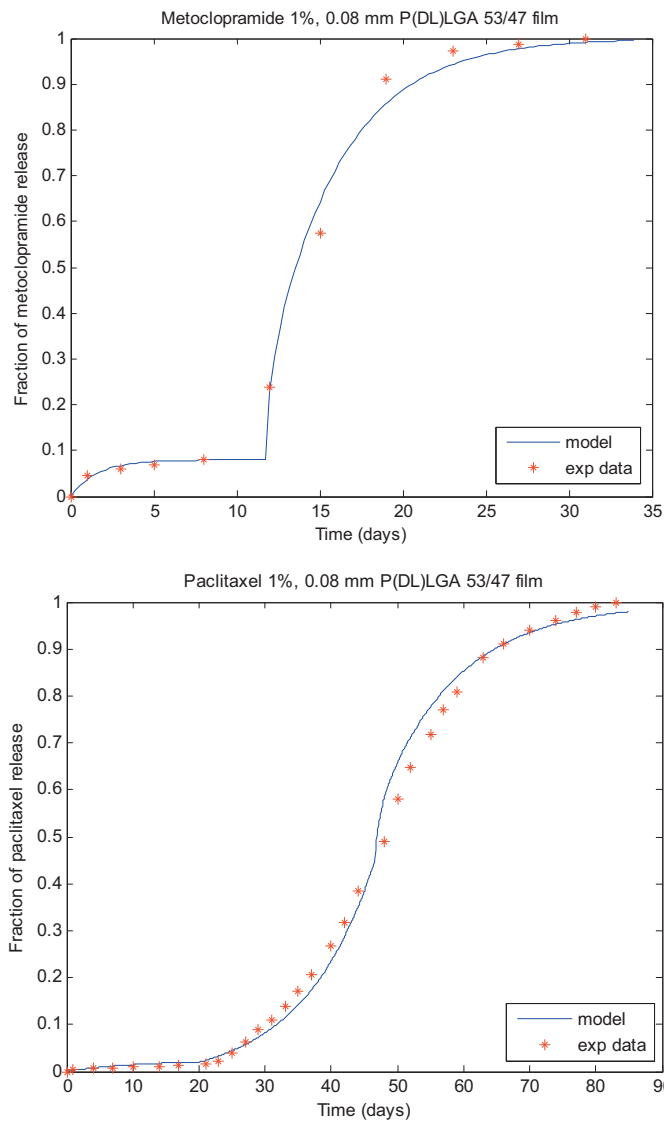 Metoclopramide 1%, 0.08 mm P(DL)LGA 53/47 film
Fraction of metoclopramide release
1
0.9
0.8
0.7
0.6
0.5
0.4
0.3
0.2
0.1
0
0 5 10 15 20 25 30 35
Time (days)
model
exp data
Paclitaxel 1%, 0.08 mm P(DL)LGA 53/47 film
Fraction of paclitaxel release
1
0.9
0.8
0.7
0.6
0.5
0.4
0.3
0.2
0.1
0
0 10 20 30 40 50 60 70 80 90
Time (days)
model
exp data